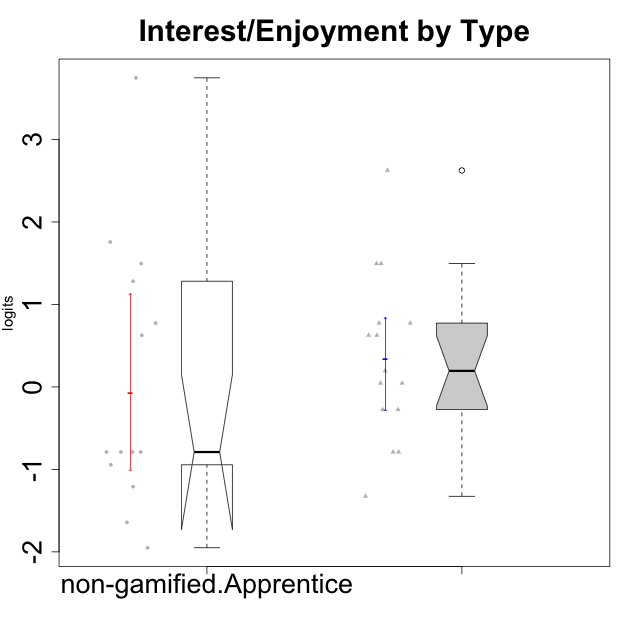 Interest/Enjoyment by Type
logits
3
2
1
0
-1
-2
non-gamified.Apprentice